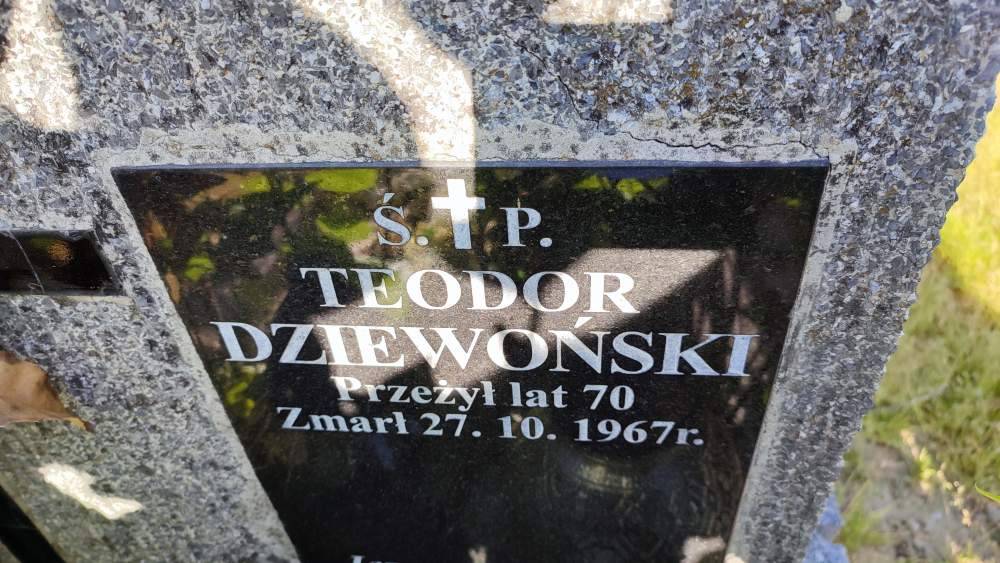 Ś. P.
TEODOR
DZIEWOŃSKI
Przeżył lat 70
Zmarł 27. 10. 1967r.